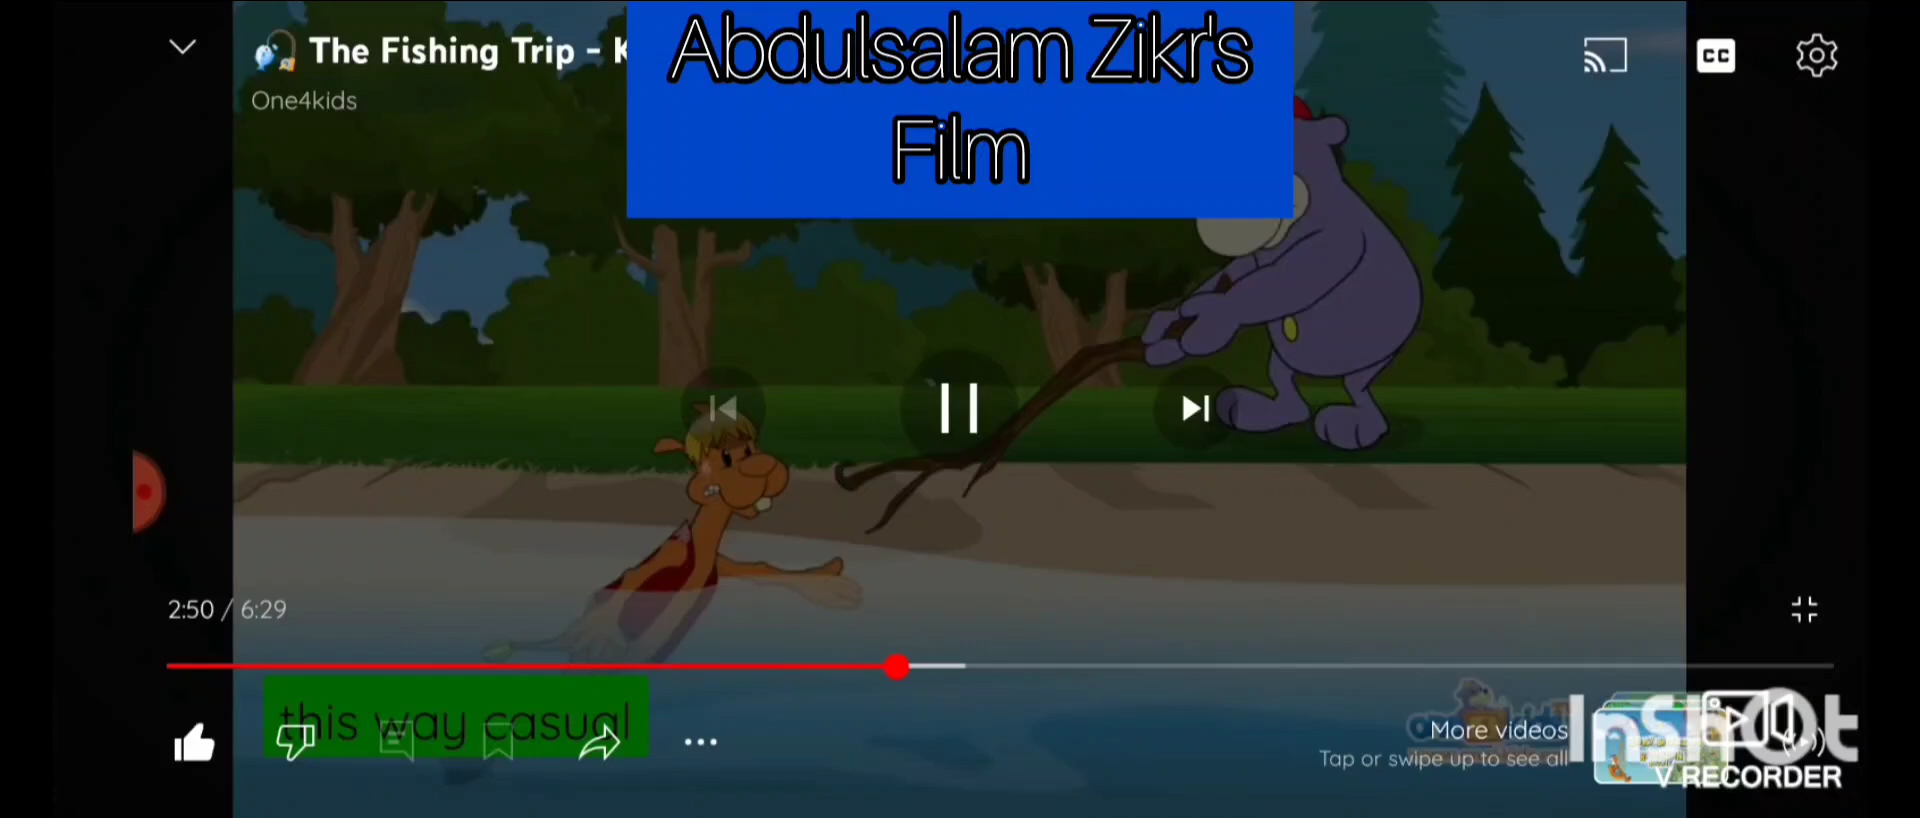 The Fishing Trip - K
One4kids
Abdulsalam Zikr's
Film
CC
2:50 / 6:29
this way casual
More videos
Tap or swipe up to see all
InShOt
V RECORDER